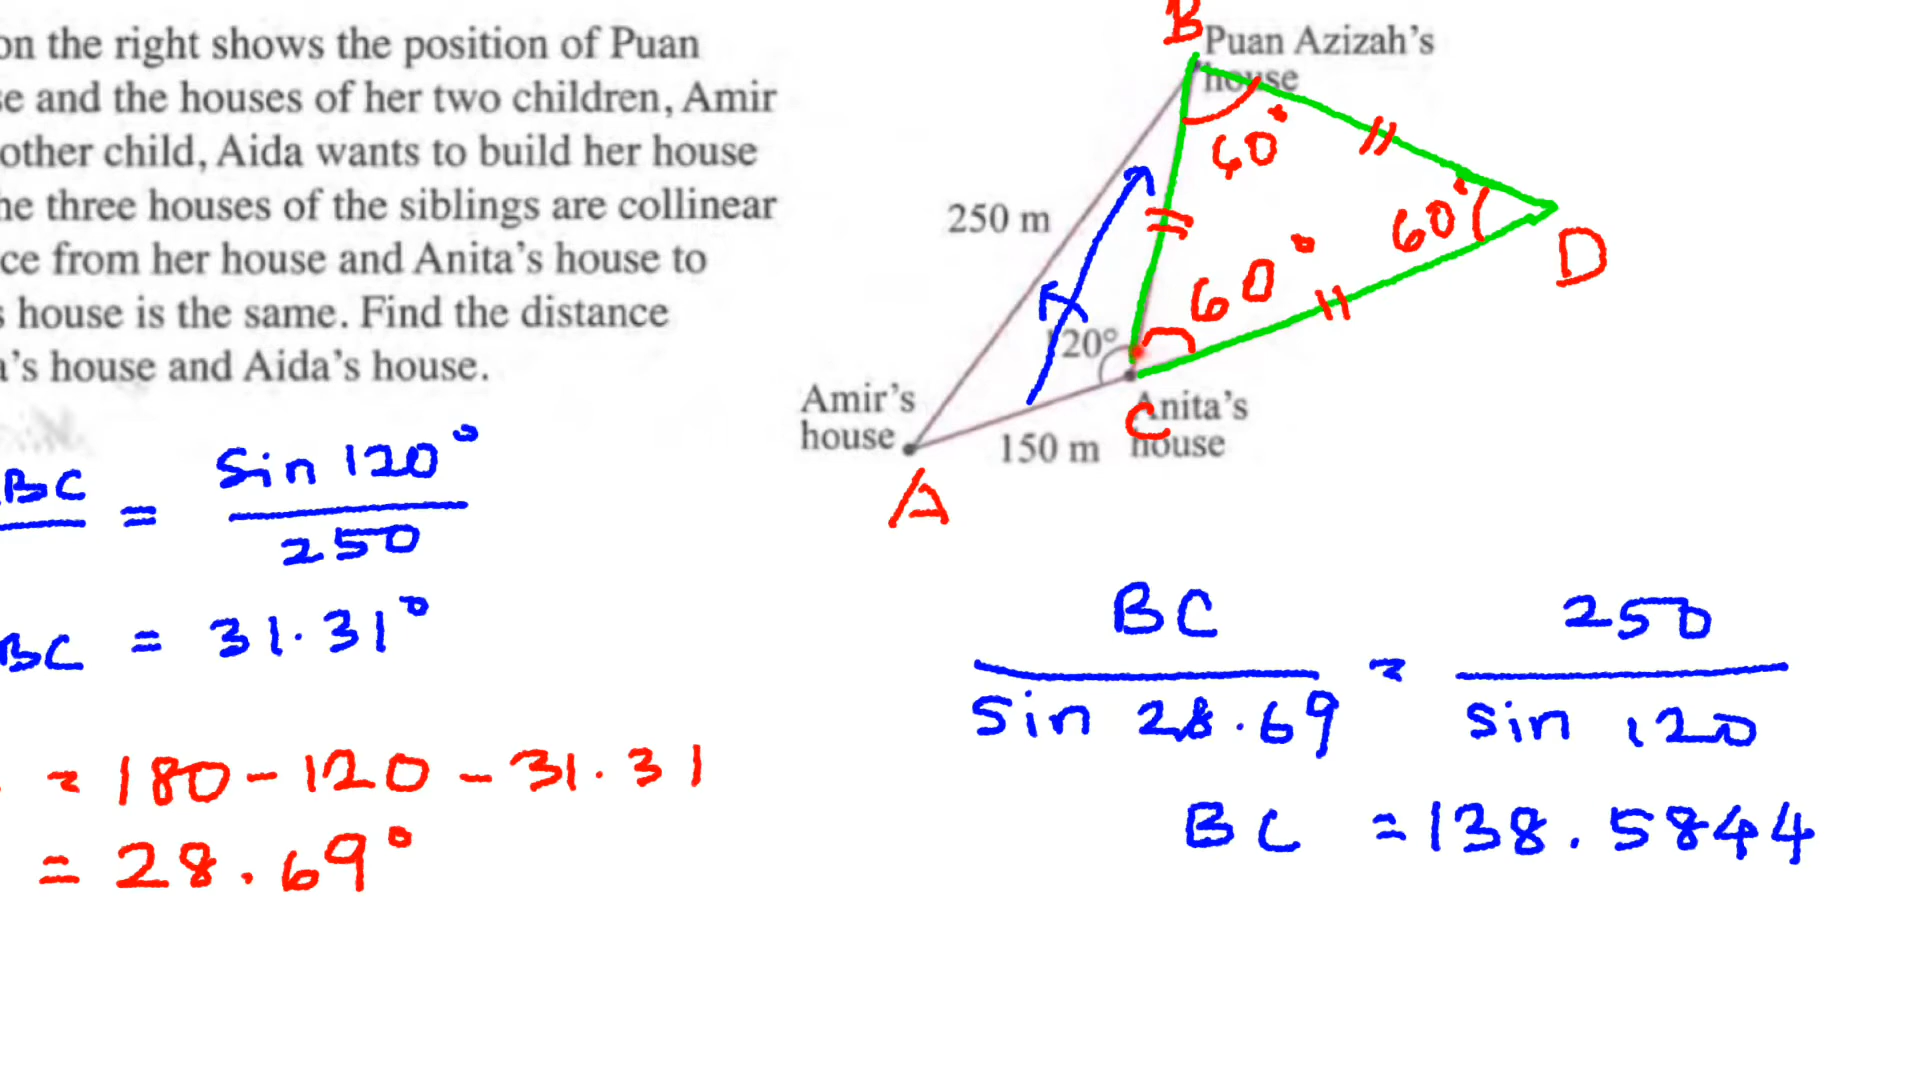 on the right shows the position of Puan
se and the houses of her two children, Amir
other child, Aida wants to build her house
he three houses of the siblings are collinear
ce from her house and Anita's house to
s house is the same. Find the distance
a's house and Aida's house.
B
Puan Azizah's
house
60°
250 m
60°
60°
D
120°
Amir's
house
Anita's
house
C
150 m
A
BC = sin 120°
250
BC = 31.31°
= 180 - 120 - 31.31
= 28.69°
BC = 250
sin 28.69 sin 120
BC = 138.5844